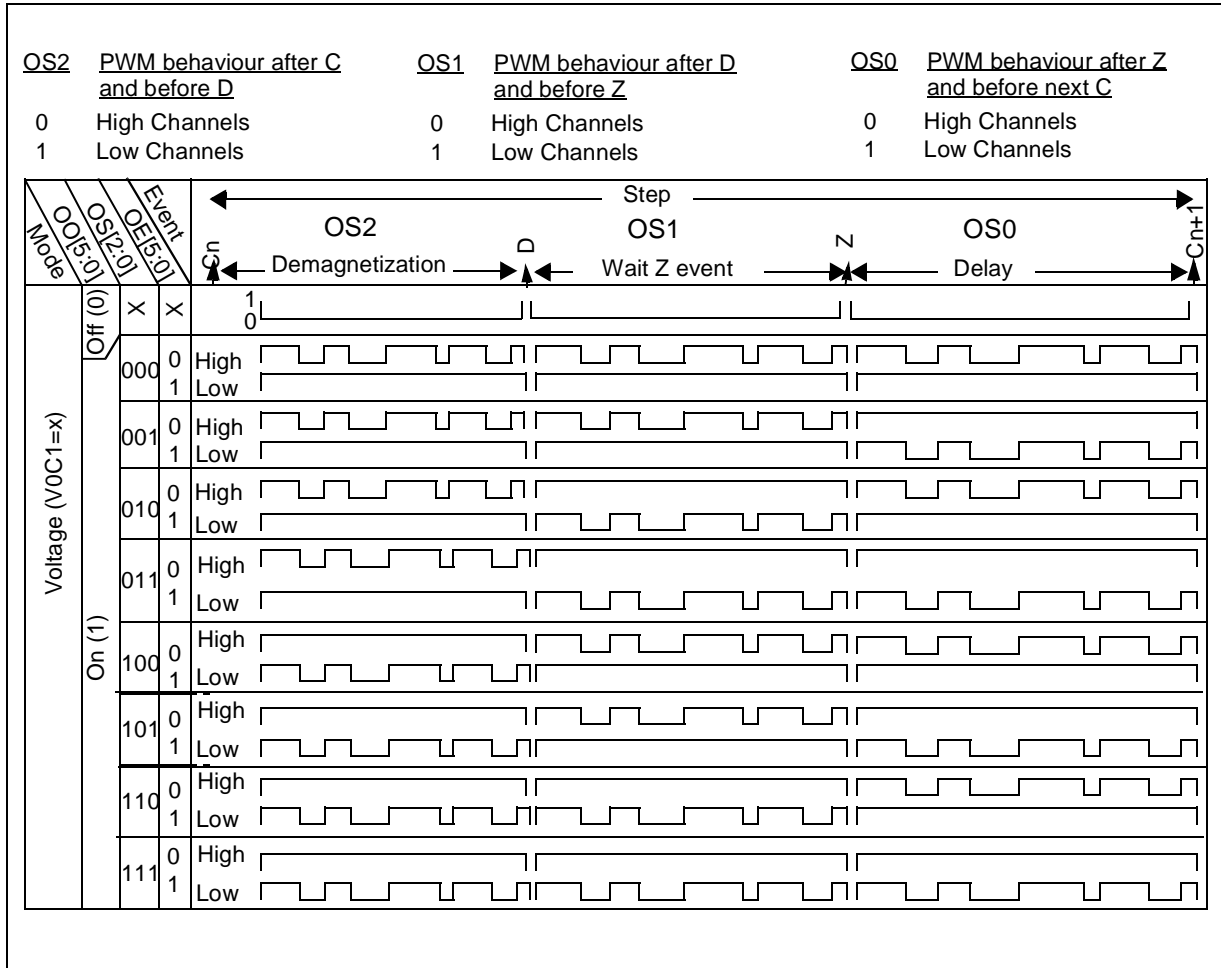 OS2 PWM behaviour after C and before D
0 High Channels
1 Low Channels
OS1 PWM behaviour after D and before Z
0 High Channels
1 Low Channels
OS0 PWM behaviour after Z and before next C
0 High Channels
1 Low Channels
Mode
OO[5:0]
OS[2:0]
OE[5:0]
Event
Step
Cn
OS2
D
OS1
Z
OS0
Cn+1
Demagnetization
Wait Z event
Delay
Voltage (V0C1=x)
Off (0)
X
X
1
0
On (1)
000 0 High
1 Low
001 0 High
1 Low
010 0 High
1 Low
011 0 High
1 Low
100 0 High
1 Low
101 0 High
1 Low
110 0 High
1 Low
111 0 High
1 Low